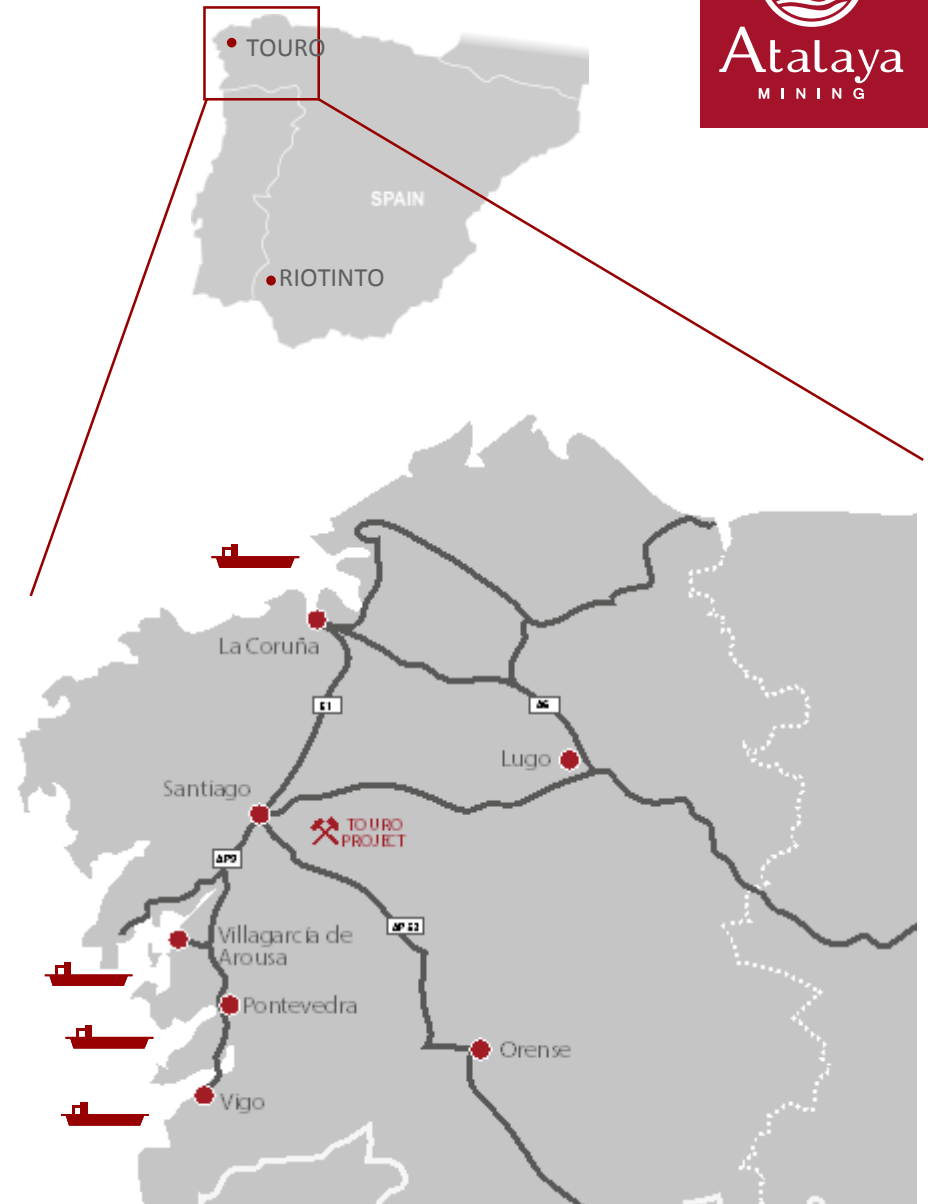 TOURO
Atalaya
MINING
SPAIN
RIOTINTO
La Coruña
E1
A6
Lugo
Santiago
TOURO
PROJECT
AP9
AP 53
Villagarcía de
Arousa
Pontevedra
Orense
Vigo